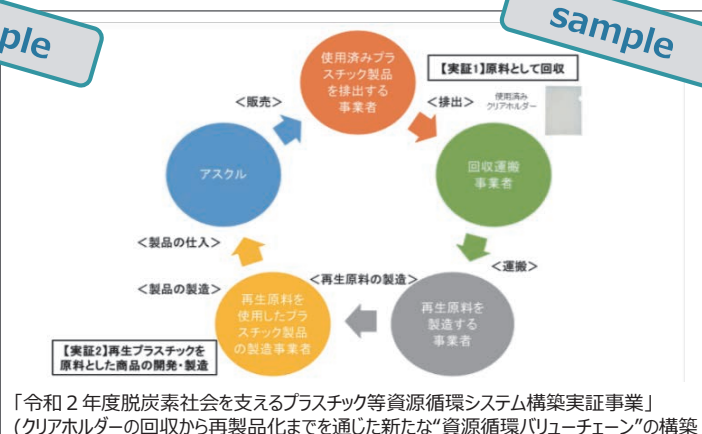 ple
sample
使用済みプラ
スチック製品
を排出する
事業者
【実証1】原料として回収
<販売>
<排出>
使用済み
クリアホルダー
アスクル
回収運搬
事業者
<製品の仕入>
<運搬>
<製品の製造>
<再生原料の製造>
再生原料を
使用したプラ
スチック製品
の製造事業者
再生原料を
製造する
事業者
【実証2】再生プラスチックを
原料とした商品の開発・製造
「令和２年度脱炭素社会を支えるプラスチック等資源循環システム構築実証事業」
(クリアホルダーの回収から再製品化までを通じた新たな“資源循環バリューチェーン”の構築